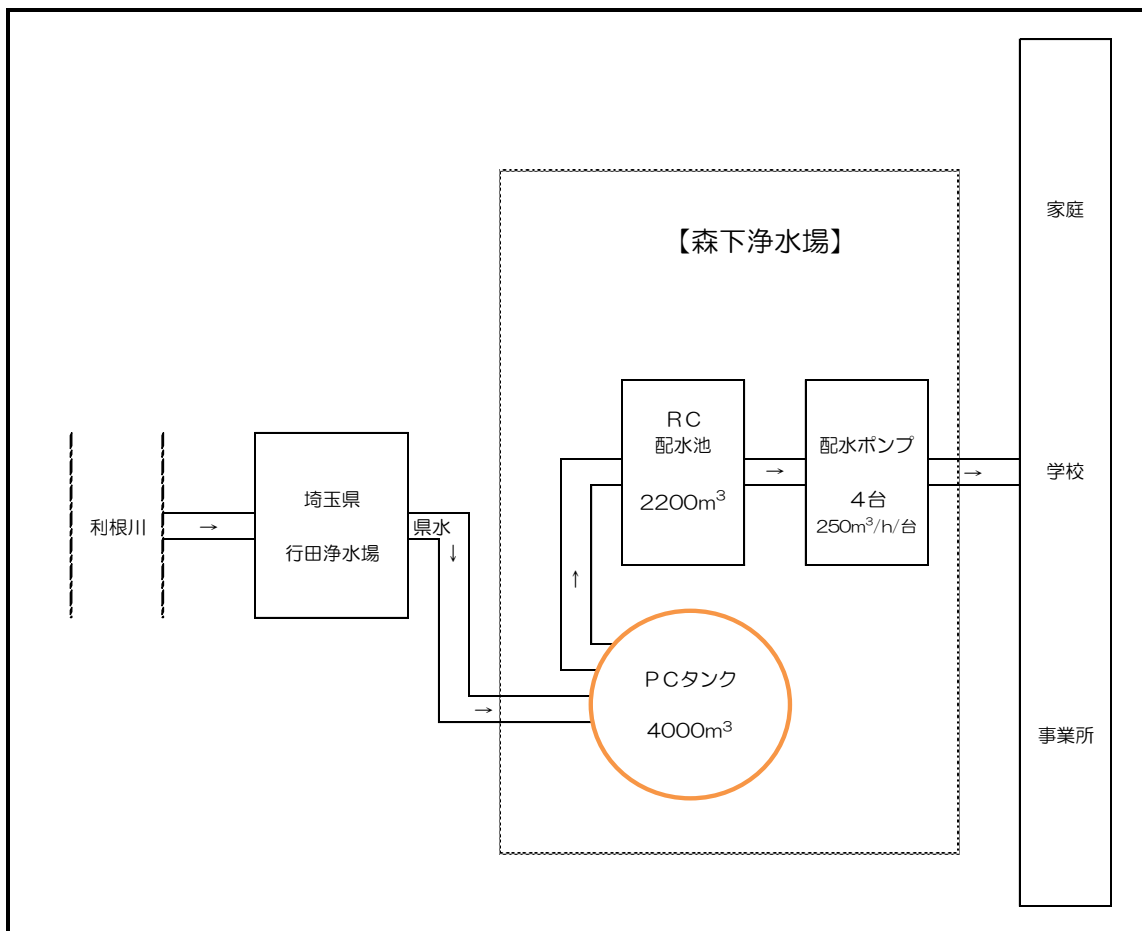 家庭
【森下浄水場】
RC
配水池
2200m³
配水ポンプ
4台
250m³/h/台
→
→
学校
利根川
→
埼玉県
行田浄水場
県水
↓
↑
PCタンク
4000m³
→
事業所